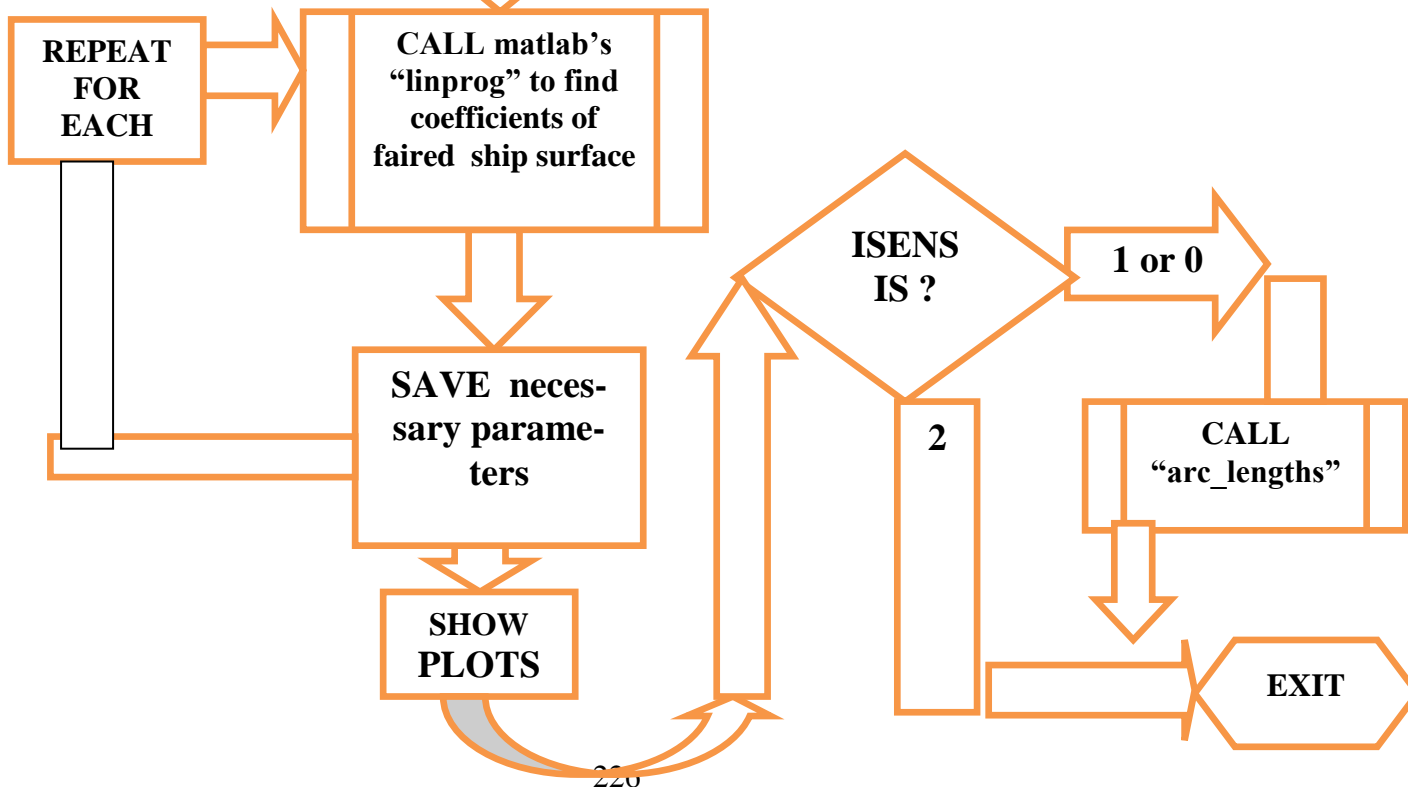 REPEAT
FOR
EACH
CALL matlab’s
“linprog” to find
coefficients of
faired ship surface
SAVE neces-
sary parame-
ters
SHOW
PLOTS
ISENS
IS ?
1 or 0
2
CALL
“arc_lengths”
EXIT
226